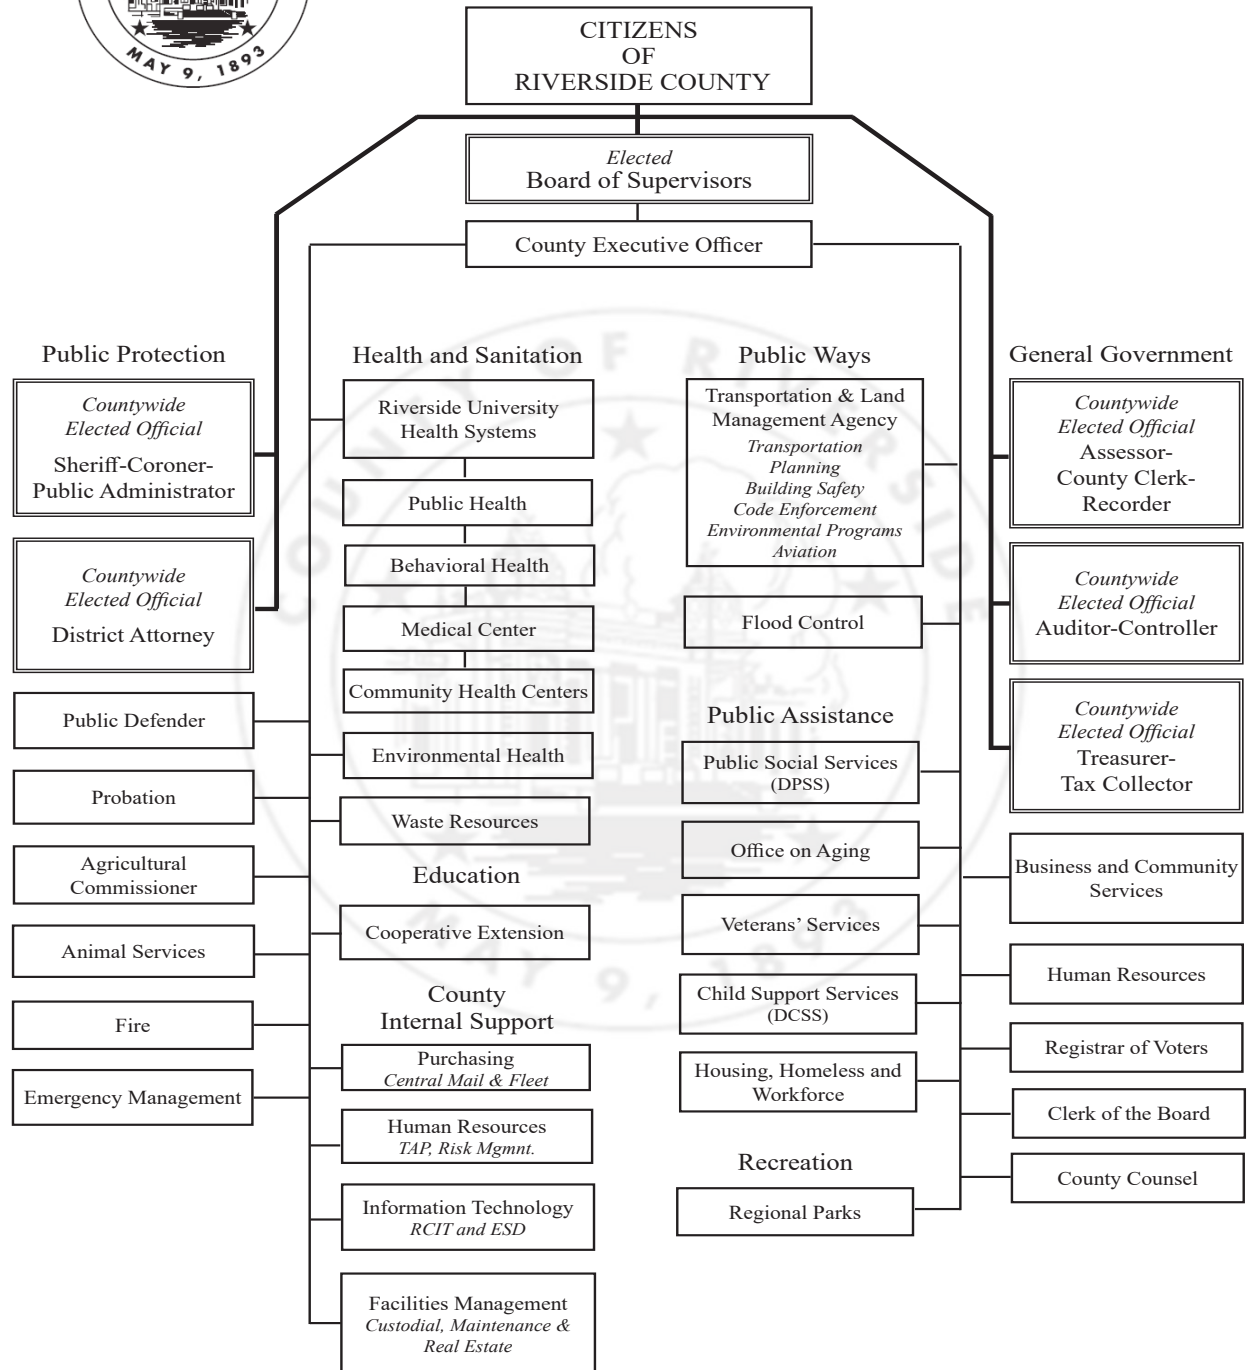 MAY 9, 1893
CITIZENS
OF
RIVERSIDE COUNTY
Elected
Board of Supervisors
County Executive Officer
Public Protection
Countywide
Elected Official
Sheriff-Coroner-
Public Administrator
Countywide
Elected Official
District Attorney
Public Defender
Probation
Agricultural
Commissioner
Animal Services
Fire
Emergency Management
Health and Sanitation
Riverside University
Health Systems
Public Health
Behavioral Health
Medical Center
Community Health Centers
Environmental Health
Waste Resources
Education
Cooperative Extension
County
Internal Support
Purchasing
Central Mail & Fleet
Human Resources
TAP, Risk Mgmnt.
Information Technology
RCIT and ESD
Facilities Management
Custodial, Maintenance &
Real Estate
Public Ways
Transportation & Land
Management Agency
Transportation
Planning
Building Safety
Code Enforcement
Environmental Programs
Aviation
Flood Control
Public Assistance
Public Social Services
(DPSS)
Office on Aging
Veterans' Services
Child Support Services
(DCSS)
Housing, Homeless and
Workforce
Recreation
Regional Parks
General Government
Countywide
Elected Official
Assessor-
County Clerk-
Recorder
Countywide
Elected Official
Auditor-Controller
Countywide
Elected Official
Treasurer-
Tax Collector
Business and Community
Services
Human Resources
Registrar of Voters
Clerk of the Board
County Counsel
COUNTY OF RIVERSIDE
MAY 9, 1893